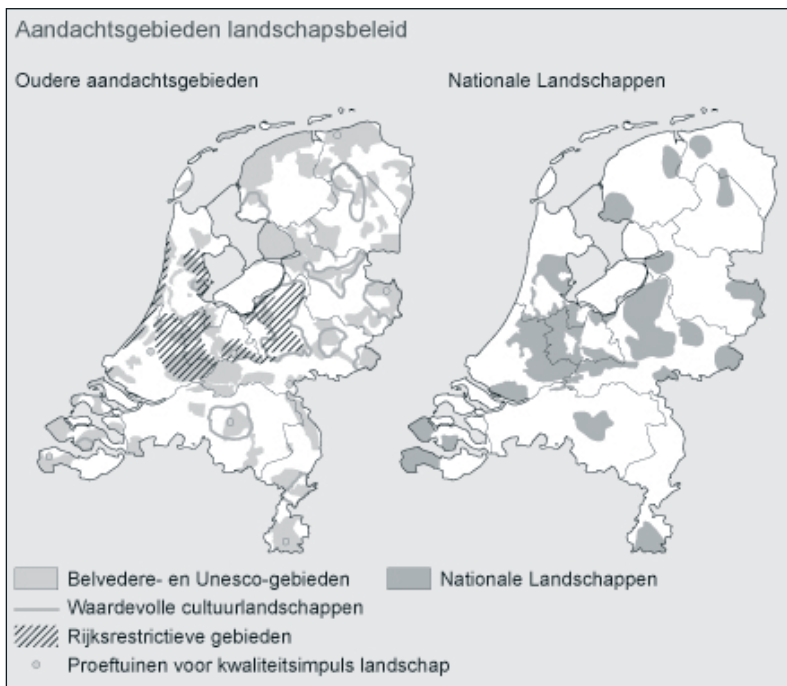 Aandachtsgebieden landschapsbeleid
Oudere aandachtsgebieden
Nationale Landschappen
Belvedere- en Unesco-gebieden
Nationale Landschappen
Waardevolle cultuurlandschappen
Rijksrestrictieve gebieden
Proeftuinen voor kwaliteitsimpuls landschap